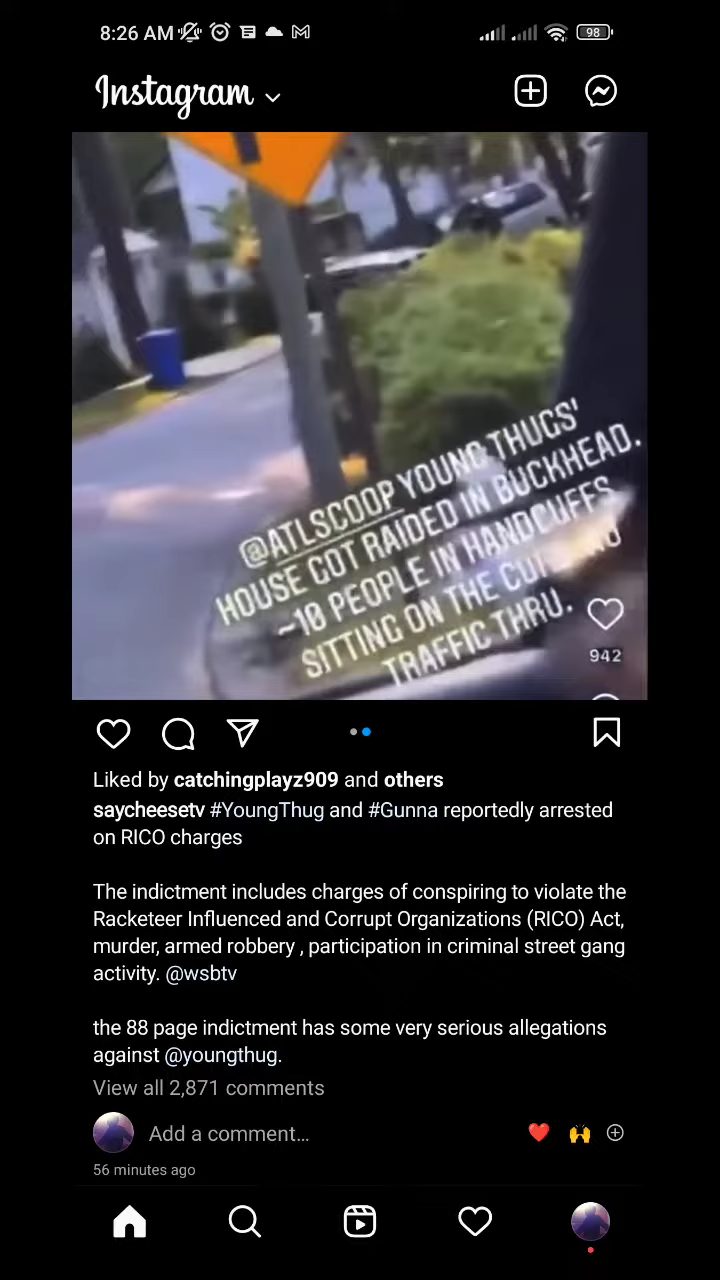 8:26 AM
98
Instagram
@ATLSCOOP YOUNG THUGS'
HOUSE GOT RAIDED IN BUCKHEAD.
~10 PEOPLE IN HANDCUFFS
SITTING ON THE
TRAFFIC THRU.
942
Liked by catchingplayz909 and others
saycheesetv #YoungThug and #Gunna reportedly arrested
on RICO charges
The indictment includes charges of conspiring to violate the
Racketeer Influenced and Corrupt Organizations (RICO) Act,
murder, armed robbery , participation in criminal street gang
activity. @wsbtv
the 88 page indictment has some very serious allegations
against @youngthug.
View all 2,871 comments
Add a comment...
56 minutes ago